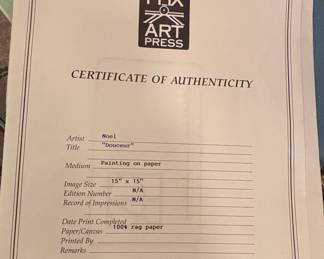 ART
PRESS
CERTIFICATE OF AUTHENTICITY
Artist Noel
Title "Douceur"
Medium Painting on paper
Image Size 15" x 15"
Edition Number N/A
Record of Impressions N/A
Date Print Completed
Paper/Canvas 100% rag paper
Printed By
Remarks